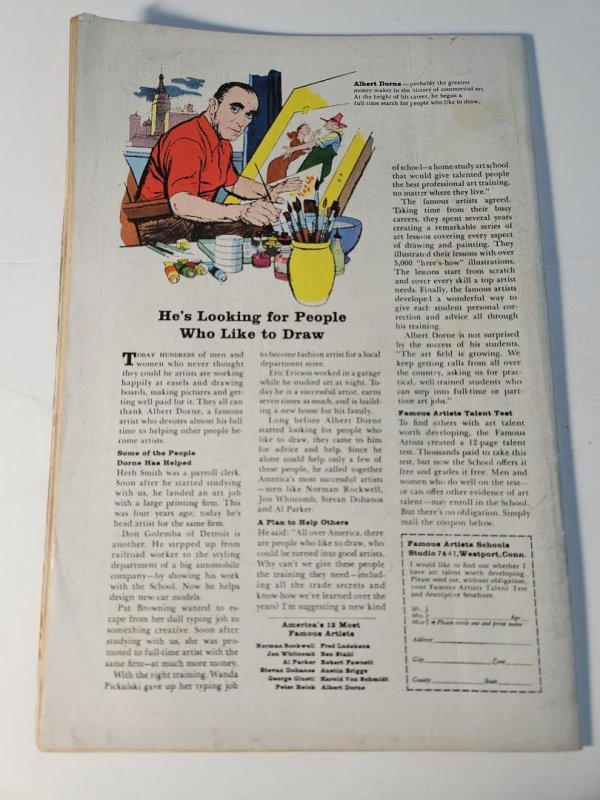 Albert Dorne—probably the greatest
money-maker in the history of commercial art.
At the height of his career, he began a
full-time search for people who like to draw.
He's Looking for People
Who Like to Draw
TODAY HUNDREDS of men and
women who never thought
they could be artists are working
happily at easels and drawing
boards, making pictures and get-
ting well paid for it. They all can
thank Albert Dorne, a famous
artist who devotes almost his full
time to helping other people be-
come artists.
Some of the People
Dorne Has Helped
Herb Smith was a payroll clerk.
Soon after he started studying
with us, he landed an art job
with a large printing firm. This
was four years ago; today he's
head artist for the same firm.
Don Golemba of Detroit is
another. He stepped up from
railroad worker to the styling
department of a big automobile
company—by showing his work
with the School. Now he helps
design new-car models.
Pat Browning wanted to es-
cape from her dull typing job to
something creative. Soon after
studying with us, she was pro-
moted to full-time artist with the
same firm—at much more money.
With the right training, Wanda
Pickulski gave up her typing job
to become fashion artist for a local
department store.
Eric Ericson worked in a garage
while he studied art at night. To-
day he is a successful artist, earns
seven times as much, and is build-
ing a new home for his family.
Long before Albert Dorne
started looking for people who
like to draw, they came to him
for advice and help. Since he
alone could help only a few of
these people, he called together
America's most successful artists
—men like Norman Rockwell,
Jon Whitcomb, Stevan Dohanos
and Al Parker.
A Plan to Help Others
He said: "All over America, there
are people who like to draw, who
could be turned into good artists.
Why can't we give these people
the training they need—includ-
ing all the trade secrets and
know-how we've learned over the
years? I'm suggesting a new kind
America's 12 Most
Famous Artists
Norman Rockwell Fred Ludekens
Jon Whitcomb Ben Stahl
Al Parker Robert Fawcett
Stevan Dohanos Austin Briggs
George Giusti Harold Von Schmidt
Peter Helck Albert Dorne
of school—a home-study art school
that would give talented people
the best professional art training,
no matter where they live."
The famous artists agreed.
Taking time from their busy
careers, they spent several years
creating a remarkable series of
art lessons covering every aspect
of drawing and painting. They
illustrated their lessons with over
5,000 "here's-how" illustrations.
The lessons start from scratch
and cover every skill a top artist
needs. Finally, the famous artists
developed a wonderful way to
give each student personal cor-
rection and advice all through
his training.
Albert Dorne is not surprised
by the success of his students.
"The art field is growing. We
keep getting calls from all over
the country, asking us for prac-
tical, well-trained students who
can step into full-time or part-
time art jobs."
Famous Artists Talent Test
To find others with art talent
worth developing, the Famous
Artists created a 12-page talent
test. Thousands paid to take this
test, but now the School offers it
free and grades it free. Men and
women who do well on the test—
or can offer other evidence of art
talent—may enroll in the School.
But there's no obligation. Simply
mail the coupon below.
Famous Artists Schools
Studio 7641, Westport, Conn.
I would like to find out whether I
have art talent worth developing.
Please send me, without obligation,
your Famous Artists Talent Test
and descriptive brochure.
Mr.
Mrs. Age
Miss Please circle one and print name
Address
City Zone
County State